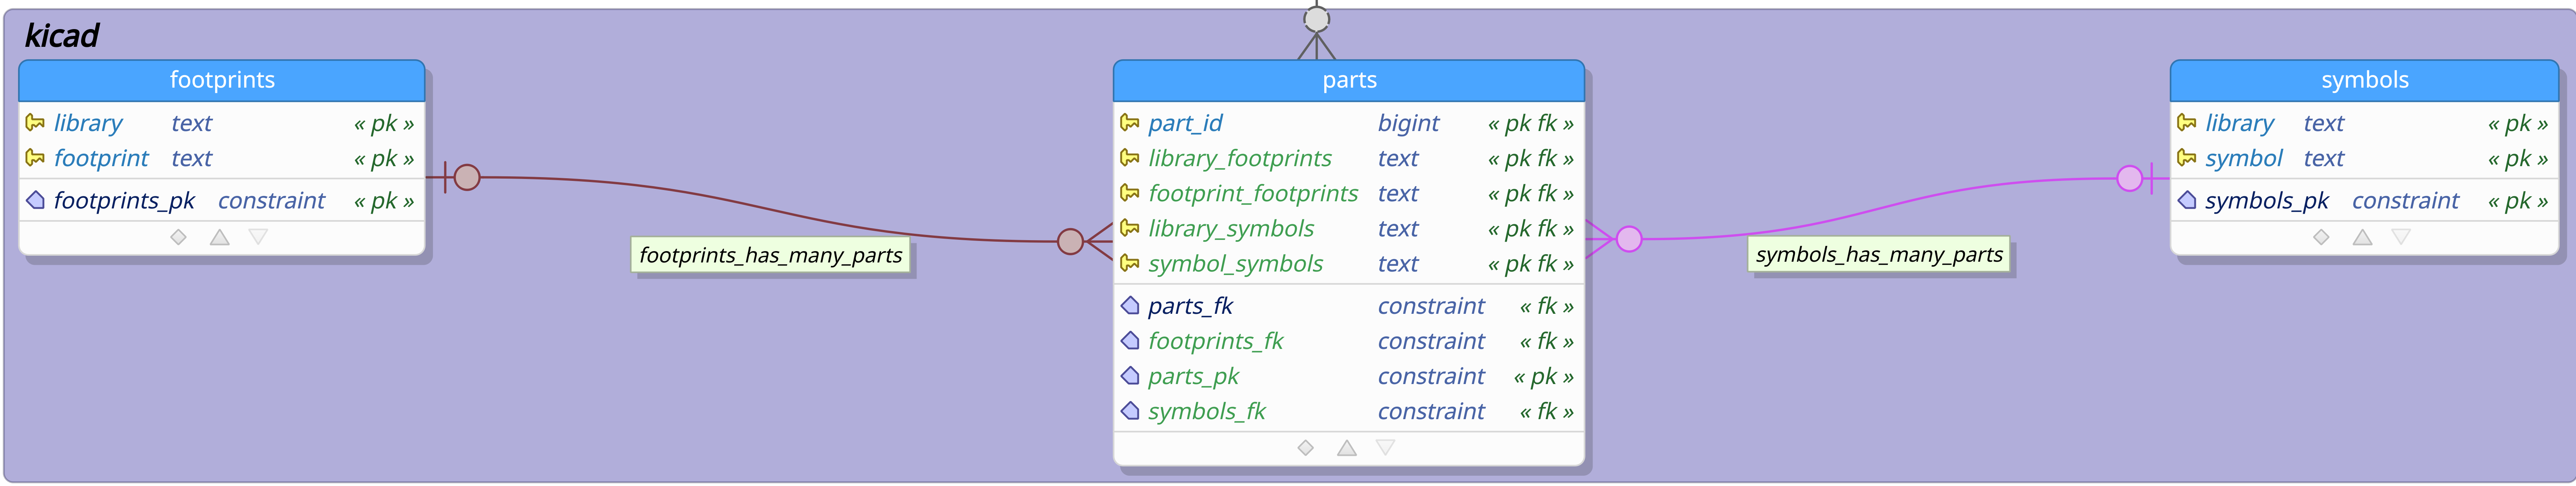 kicad
footprints
library text « pk »
footprint text « pk »
footprints_pk constraint « pk »
footprints_has_many_parts
parts
part_id bigint « pk fk »
library_footprints text « pk fk »
footprint_footprints text « pk fk »
library_symbols text « pk fk »
symbol_symbols text « pk fk »
parts_fk constraint « fk »
footprints_fk constraint « fk »
parts_pk constraint « pk »
symbols_fk constraint « fk »
symbols_has_many_parts
symbols
library text « pk »
symbol text « pk »
symbols_pk constraint « pk »